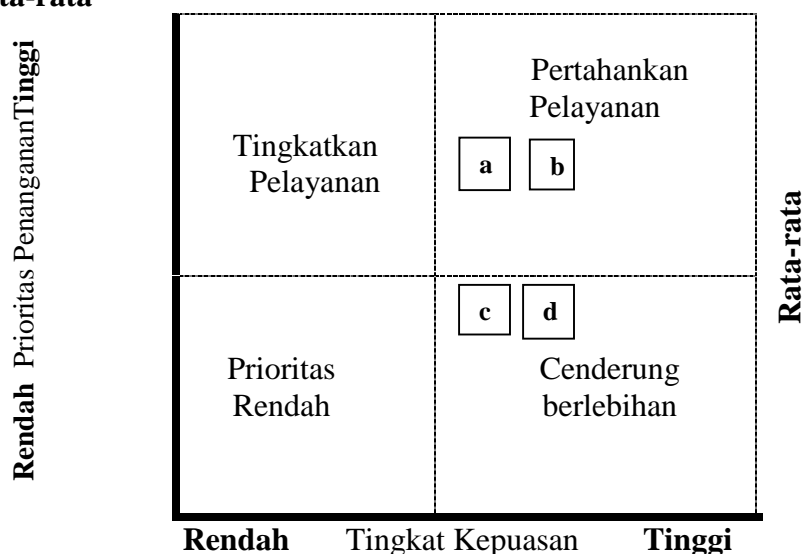 ta-rata
Rendah Prioritas PenangananTinggi
Pertahankan
Pelayanan
Tingkatkan
Pelayanan
a b
c d
Prioritas
Rendah
Cenderung
berlebihan
Rata-rata
Rendah Tingkat Kepuasan Tinggi